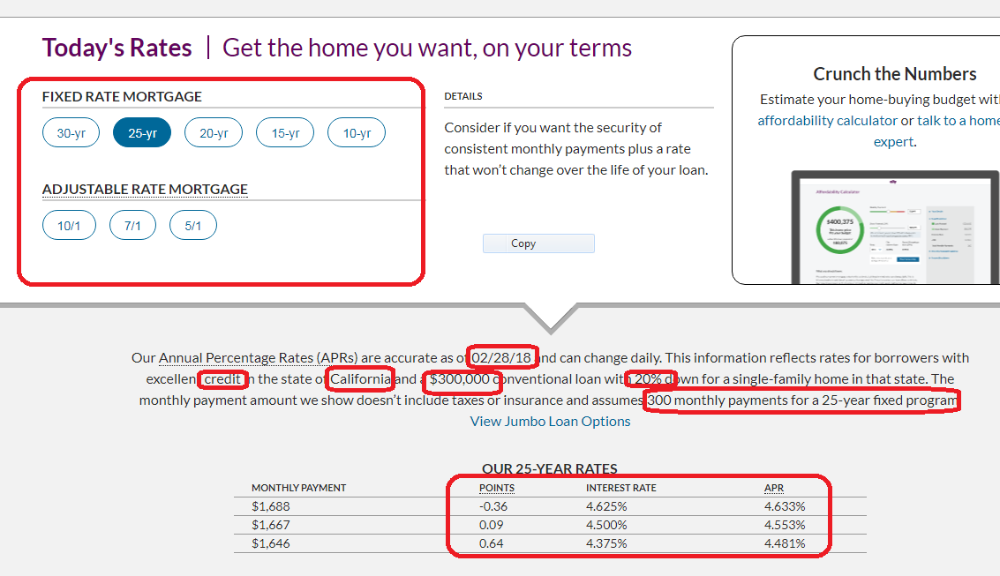 Today's Rates | Get the home you want, on your terms
FIXED RATE MORTGAGE
30-yr 25-yr 20-yr 15-yr 10-yr
ADJUSTABLE RATE MORTGAGE
10/1 7/1 5/1
DETAILS
Consider if you want the security of
consistent monthly payments plus a rate
that won’t change over the life of your loan.
Copy
Crunch the Numbers
Estimate your home-buying budget with
affordability calculator or talk to a home
expert.
Affordability Calculator
$400,375
Our Annual Percentage Rates (APRs) are accurate as of 02/28/18 and can change daily. This information reflects rates for borrowers with
excellent credit in the state of California and a $300,000 conventional loan with 20% down for a single-family home in that state. The
monthly payment amount we show doesn’t include taxes or insurance and assumes 300 monthly payments for a 25-year fixed program
View Jumbo Loan Options
OUR 25-YEAR RATES
MONTHLY PAYMENT POINTS INTEREST RATE APR
$1,688 -0.36 4.625% 4.633%
$1,667 0.09 4.500% 4.553%
$1,646 0.64 4.375% 4.481%